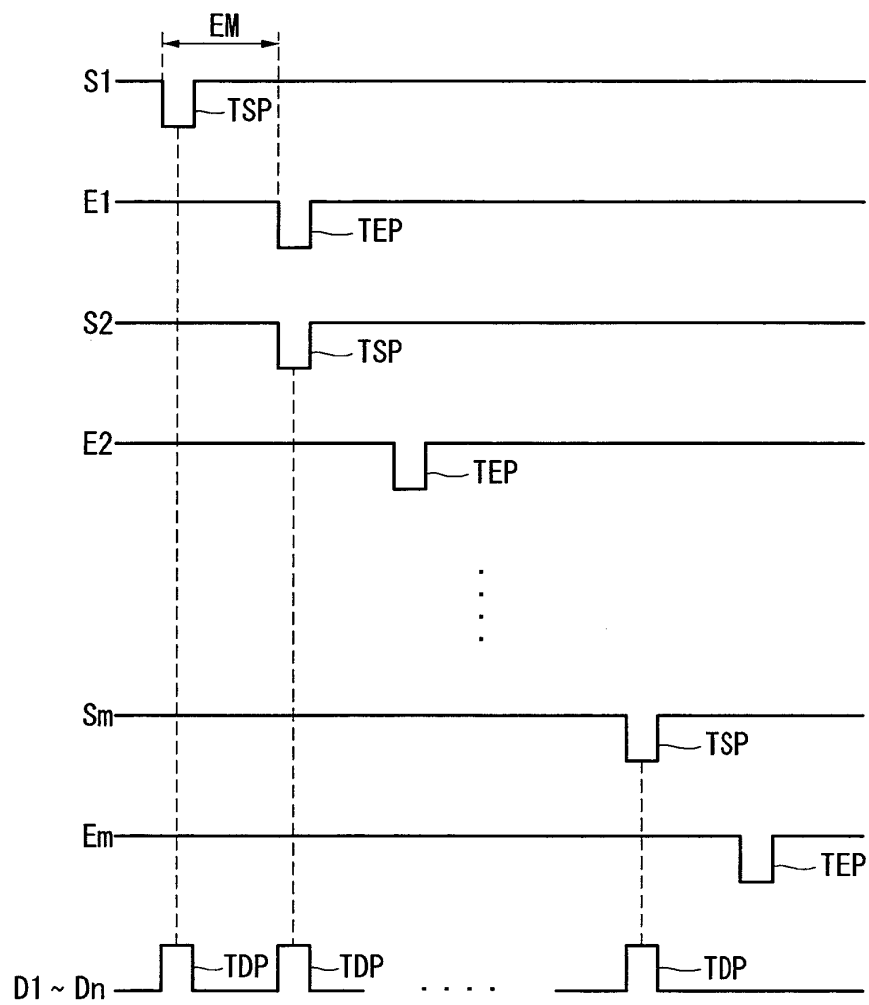 EM
S1
TSP
E1
TEP
S2
TSP
E2
TEP
Sm
TSP
Em
TEP
D1 ~ Dn
TDP
TDP
TDP